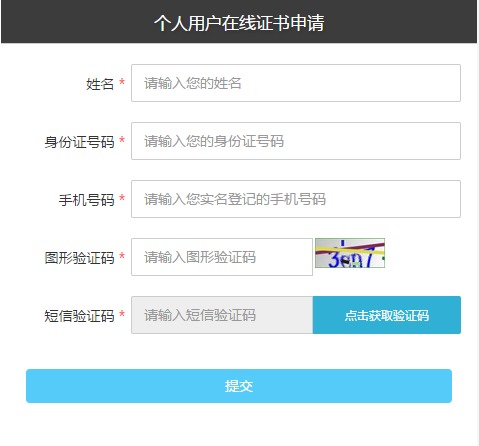 个人用户在线证书申请
姓名 * 请输入您的姓名
身份证号码 * 请输入您的身份证号码
手机号码 * 请输入您实名登记的手机号码
图形验证码 * 请输入图形验证码
短信验证码 * 请输入短信验证码 点击获取验证码
提交